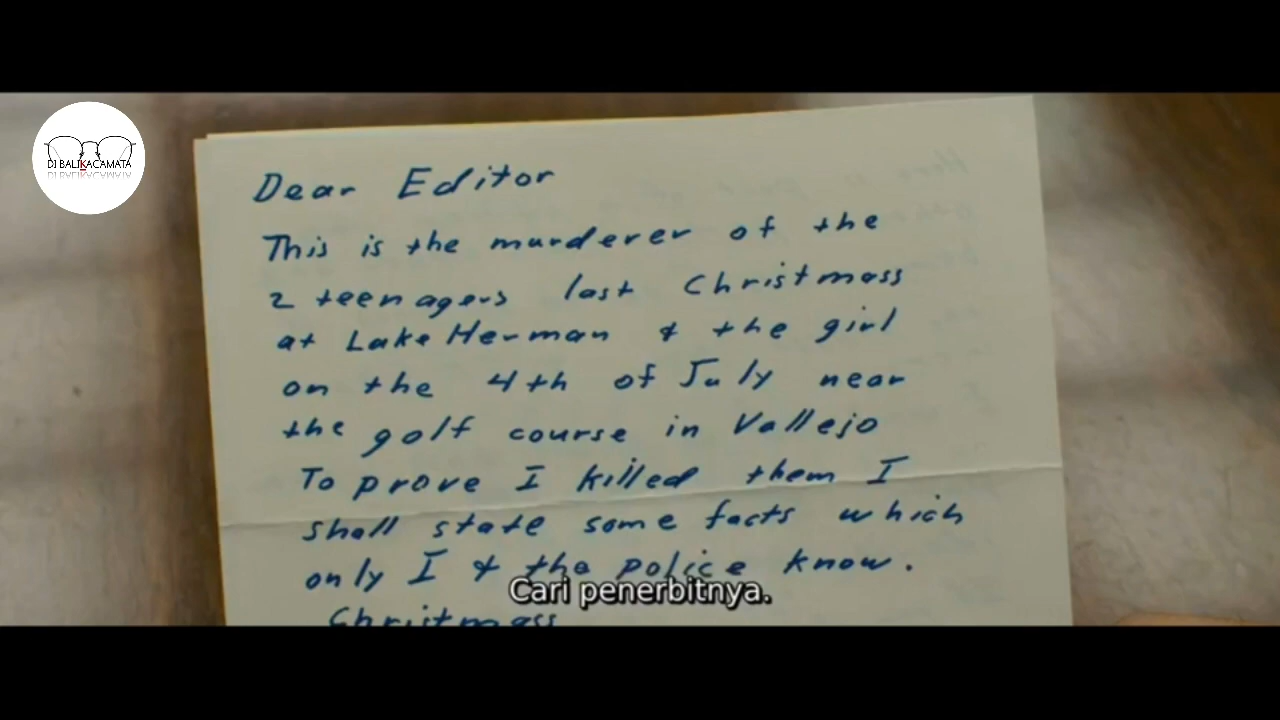 DI BALIKACAMATA
Dear Editor
This is the murderer of the
2 teenagers last Christmass
at Lake Herman & the girl
on the 4th of July near
the golf course in Vallejo
To prove I killed them I
shall state some facts which
only I & the police know.
Christmass
Cari penerbitnya.